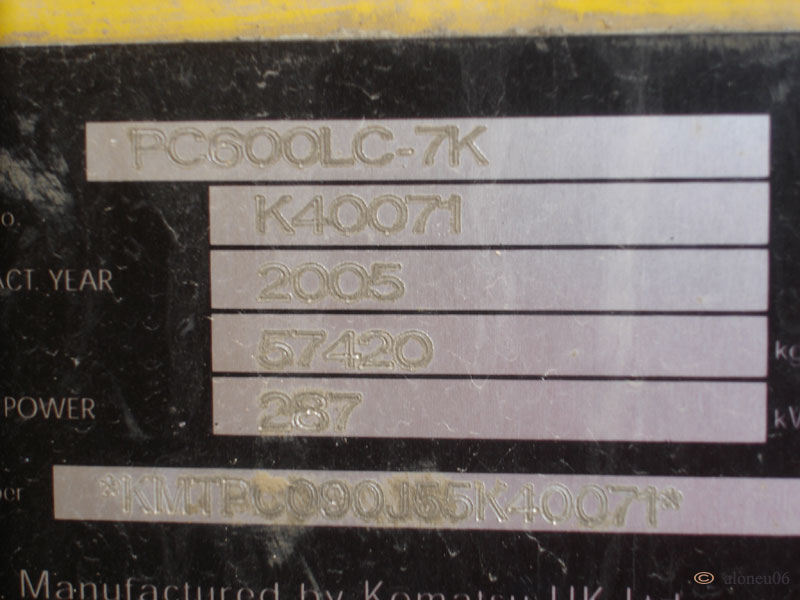 PC600LC-7K
o. K40071
ACT. YEAR 2005
57420 kg
POWER 287 kW
*KMTPC090J55K40071*
Manufactured by Komatsu UK Ltd
© aloneu06